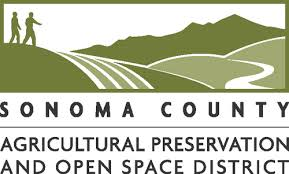 SONOMA COUNTY
AGRICULTURAL PRESERVATION
AND OPEN SPACE DISTRICT